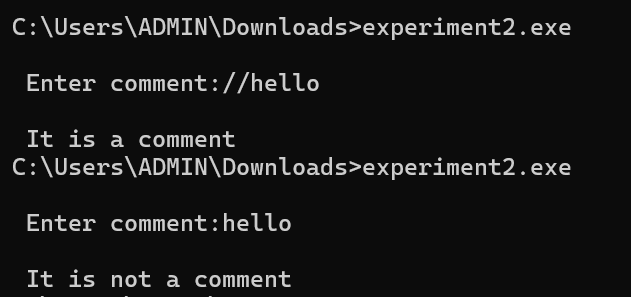 C:\Users\ADMIN\Downloads>experiment2.exe
Enter comment://hello
It is a comment
C:\Users\ADMIN\Downloads>experiment2.exe
Enter comment:hello
It is not a comment